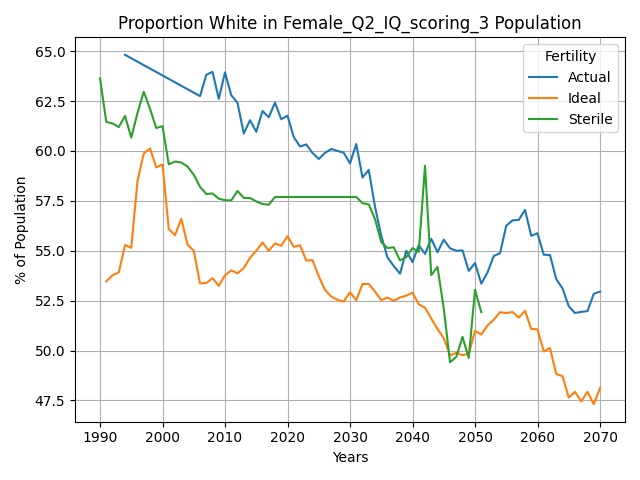 Proportion White in Female_Q2_IQ_scoring_3 Population
65.0
62.5
60.0
57.5
55.0
52.5
50.0
47.5
% of Population
Fertility
Actual
Ideal
Sterile
1990 2000 2010 2020 2030 2040 2050 2060 2070
Years